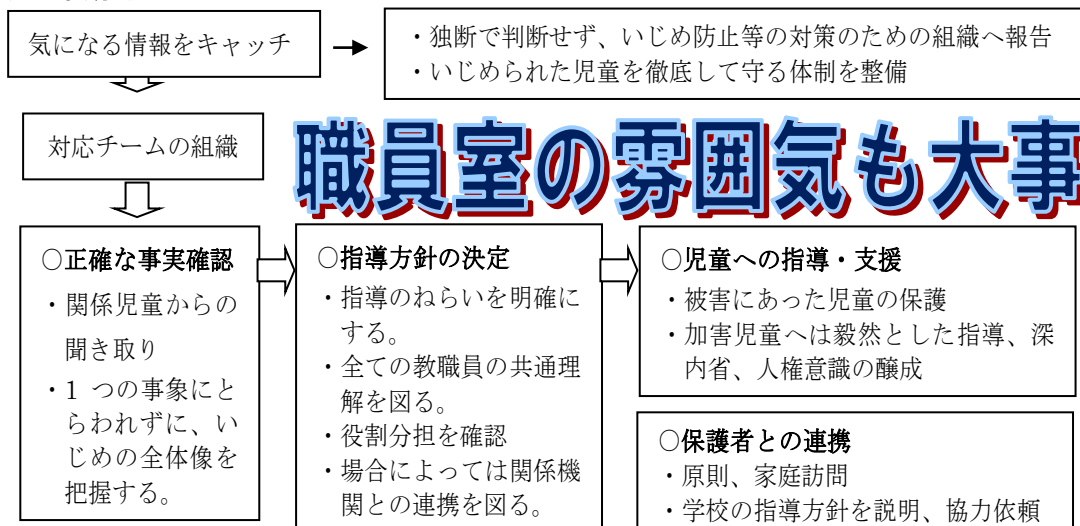 気になる情報をキャッチ
・独断で判断せず、いじめ防止等の対策のための組織へ報告
・いじめられた児童を徹底して守る体制を整備
対応チームの組織
職員室の雰囲気も大事
○正確な事実確認
・関係児童からの
聞き取り
・1 つの事象にと
らわれずに、い
じめの全体像を
把握する。
○指導方針の決定
・指導のねらいを明確に
する。
・全ての教職員の共通理
解を図る。
・役割分担を確認
・場合によっては関係機
関との連携を図る。
○児童への指導・支援
・被害にあった児童の保護
・加害児童へは毅然とした指導、深
内省、人権意識の醸成
○保護者との連携
・原則、家庭訪問
・学校の指導方針を説明、協力依頼